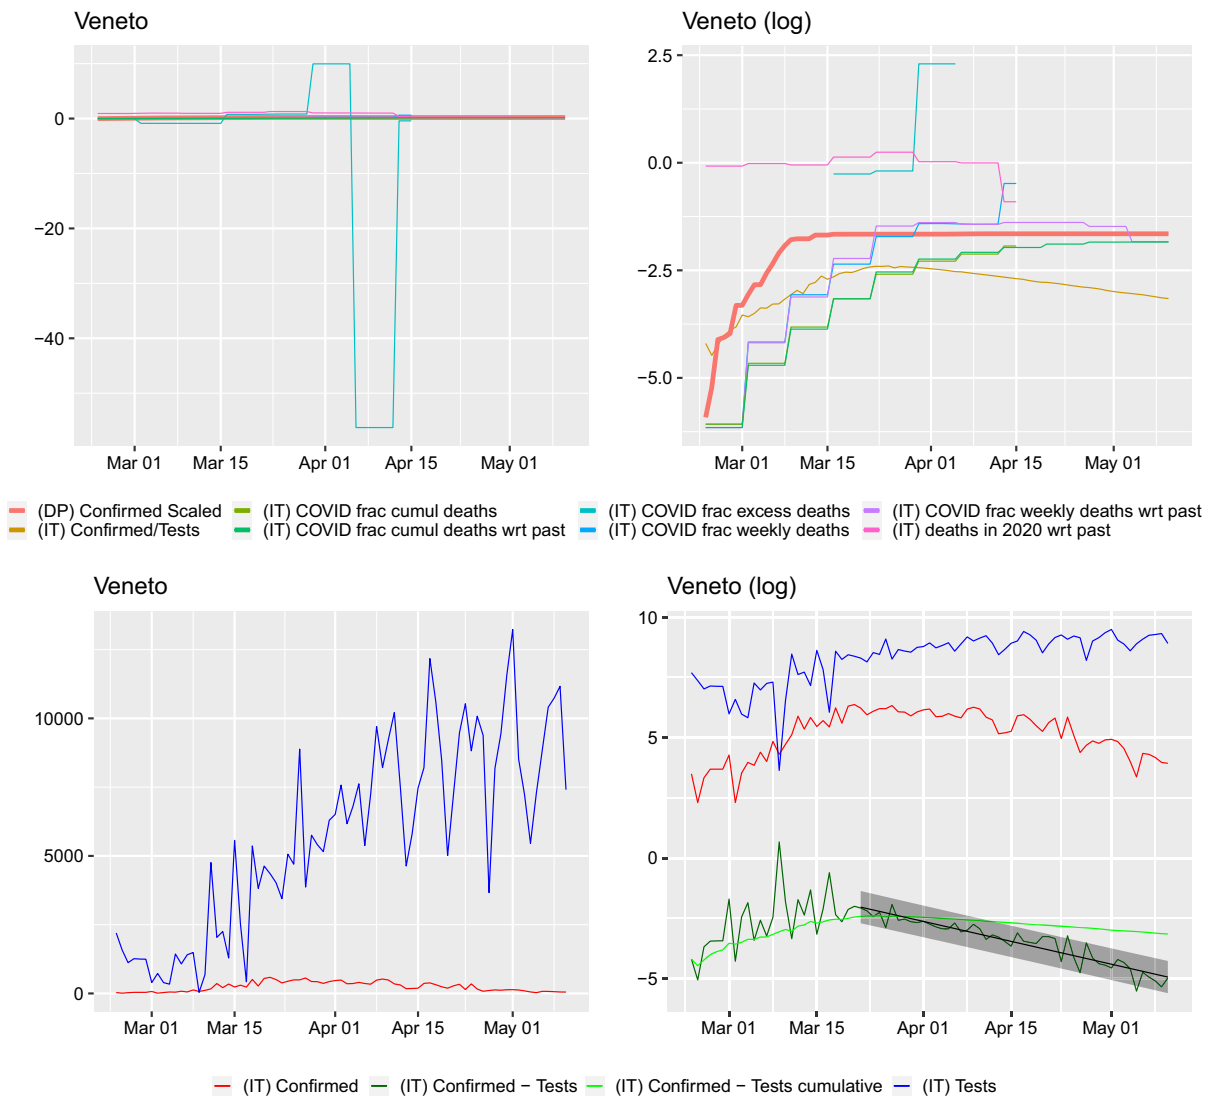 Veneto
Veneto (log)
0
−20
−40
Mar 01
Mar 15
Apr 01
Apr 15
May 01
2.5
0.0
−2.5
−5.0
Mar 01
Mar 15
Apr 01
Apr 15
May 01
(DP) Confirmed Scaled
(IT) COVID frac cumul deaths
(IT) COVID frac excess deaths
(IT) COVID frac weekly deaths wrt past
(IT) Confirmed/Tests
(IT) COVID frac cumul deaths wrt past
(IT) COVID frac weekly deaths
(IT) deaths in 2020 wrt past
Veneto
Veneto (log)
10000
5000
0
Mar 01
Mar 15
Apr 01
Apr 15
May 01
10
5
0
−5
Mar 01
Mar 15
Apr 01
Apr 15
May 01
(IT) Confirmed
(IT) Confirmed − Tests
(IT) Confirmed − Tests cumulative
(IT) Tests